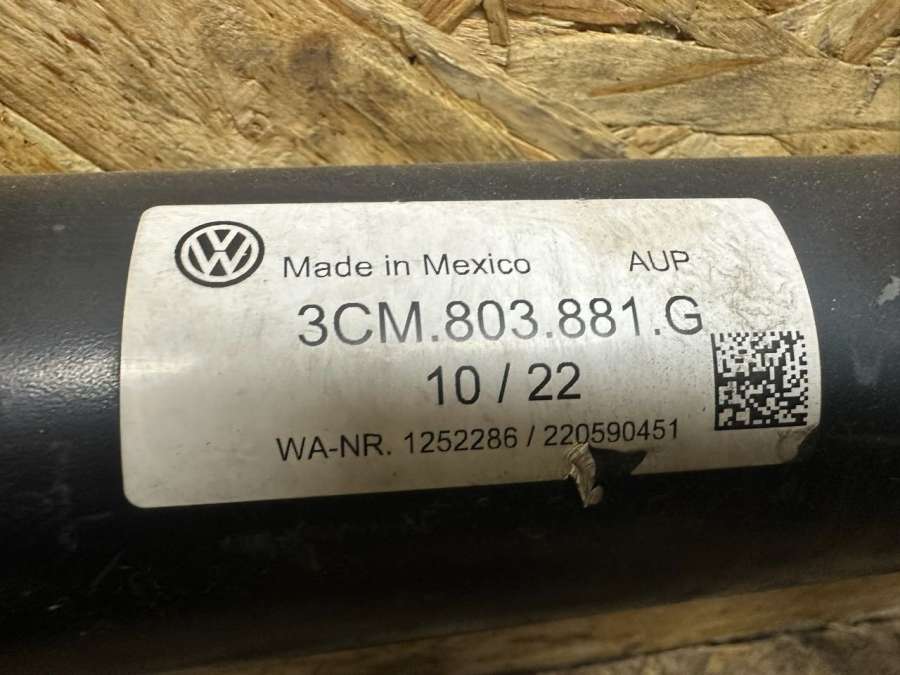 Made in Mexico AUP
3CM.803.881.G
10 / 22
WA-NR. 1252286 / 220590451